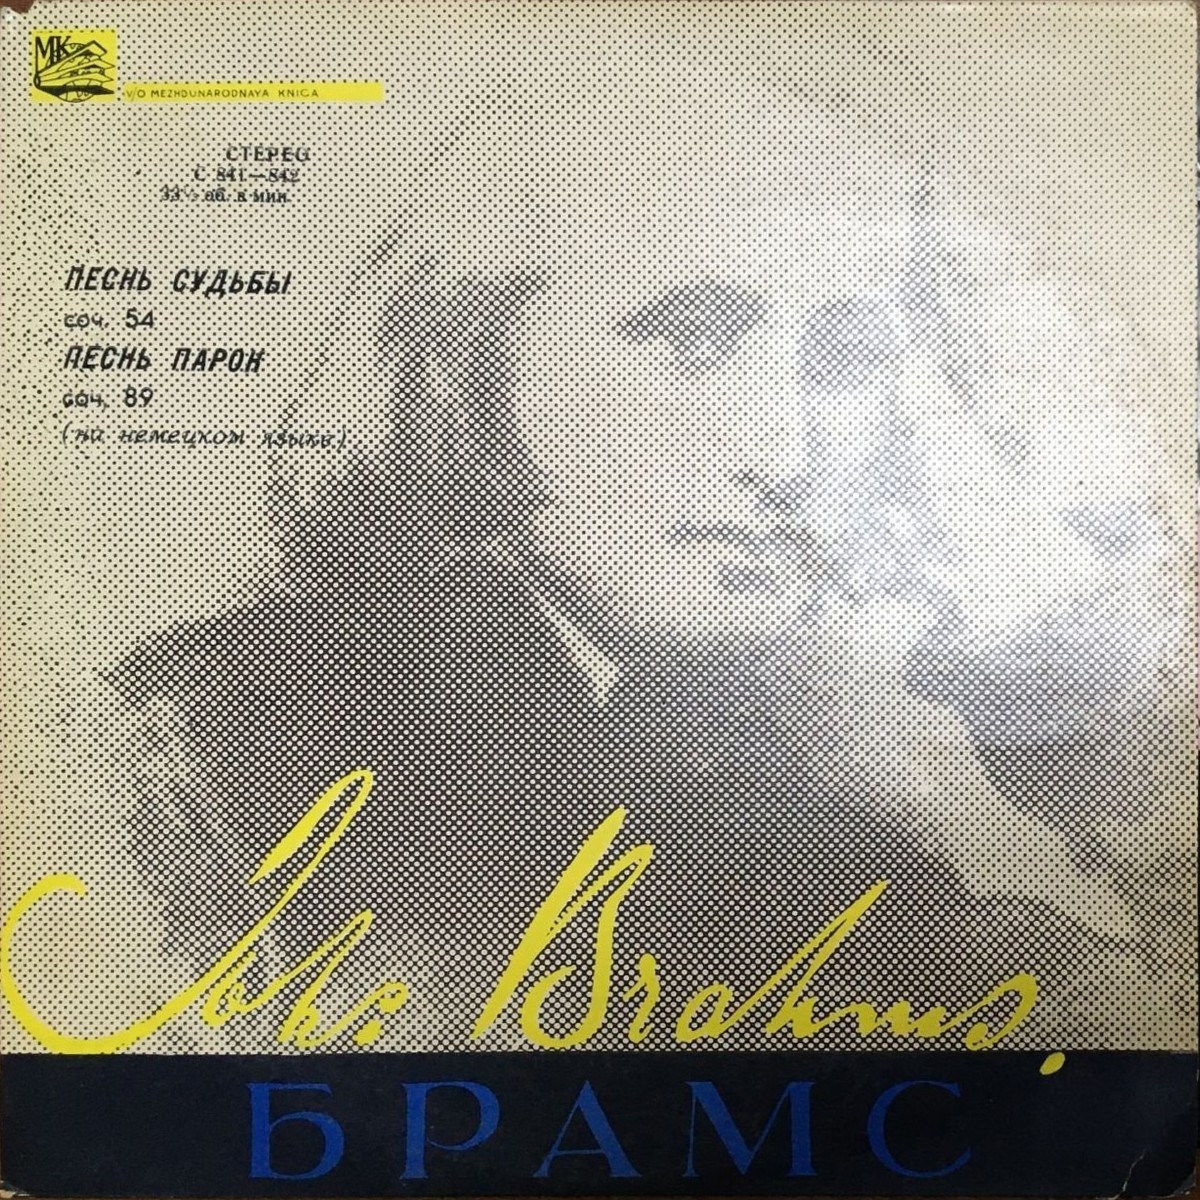 МК
V/O MEZHDUNARODNAYA KNIGA
СТЕРЕО
С 841—842
33⅓ об. в мин
ПЕСНЬ СУДЬБЫ
соч. 54
ПЕСНЬ ПАРОК
соч. 89
(на немецком языке)
Johs. Brahms.
БРАМС